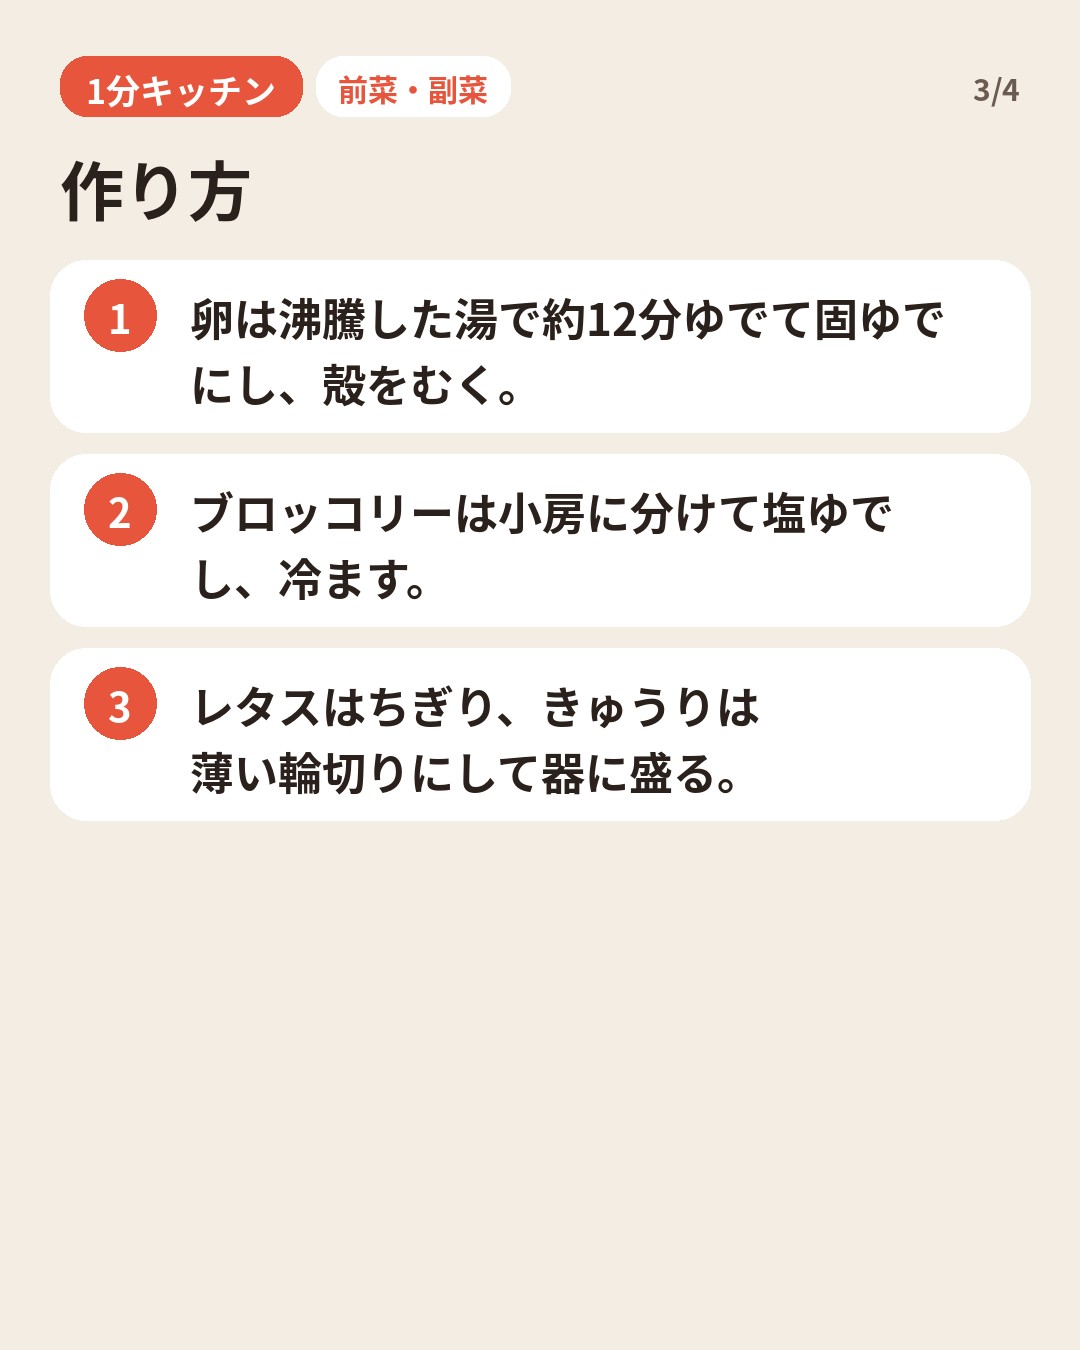 1分キッチン
前菜・副菜
3/4
作り方
1
卵は沸騰した湯で約12分ゆでて固ゆで
にし、殻をむく。
2
ブロッコリーは小房に分けて塩ゆで
し、冷ます。
3
レタスはちぎり、きゅうりは
薄い輪切りにして器に盛る。